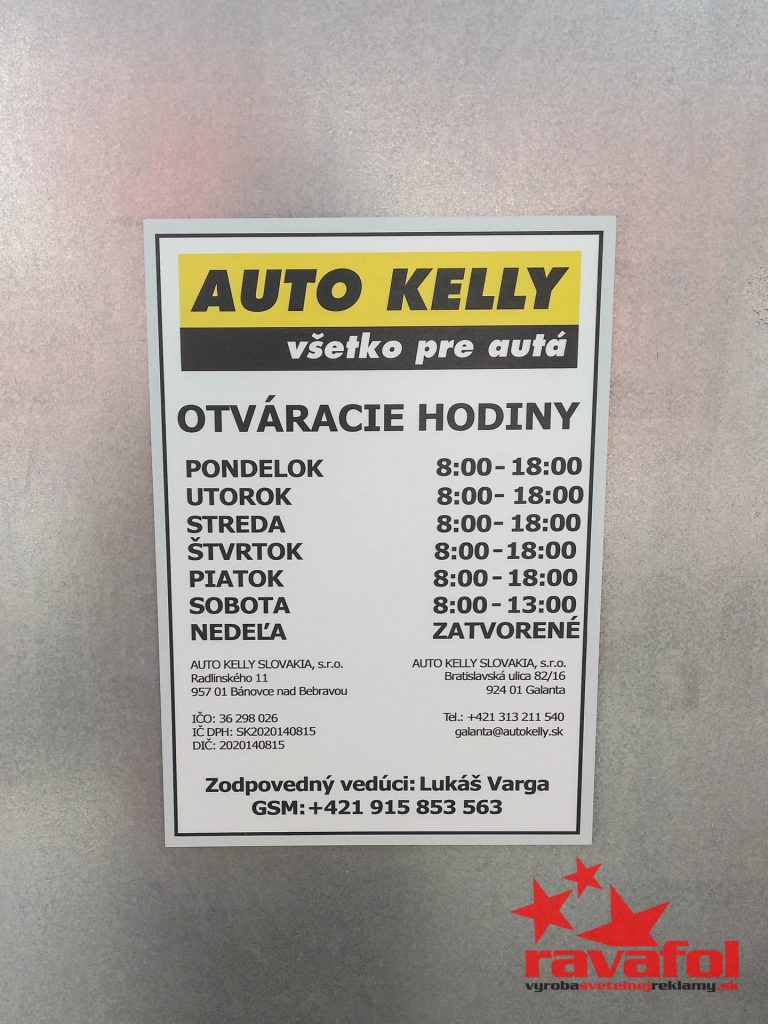 AUTO KELLY
všetko pre autá
OTVÁRACIE HODINY
PONDELOK 8:00-18:00
UTOROK 8:00-18:00
STREDA 8:00-18:00
ŠTVRTOK 8:00-18:00
PIATOK 8:00-18:00
SOBOTA 8:00-13:00
NEDEĽA ZATVORENÉ
AUTO KELLY SLOVAKIA, s.r.o.
Radlinského 11
957 01 Bánovce nad Bebravou
IČO: 36 298 026
IČ DPH: SK2020140815
DIČ: 2020140815
AUTO KELLY SLOVAKIA, s.r.o.
Bratislavská ulica 82/16
924 01 Galanta
Tel.: +421 313 211 540
galanta@autokelly.sk
Zodpovedný vedúci: Lukáš Varga
GSM: +421 915 853 563
ravafol
vyrobasvetelnejreklamy.sk